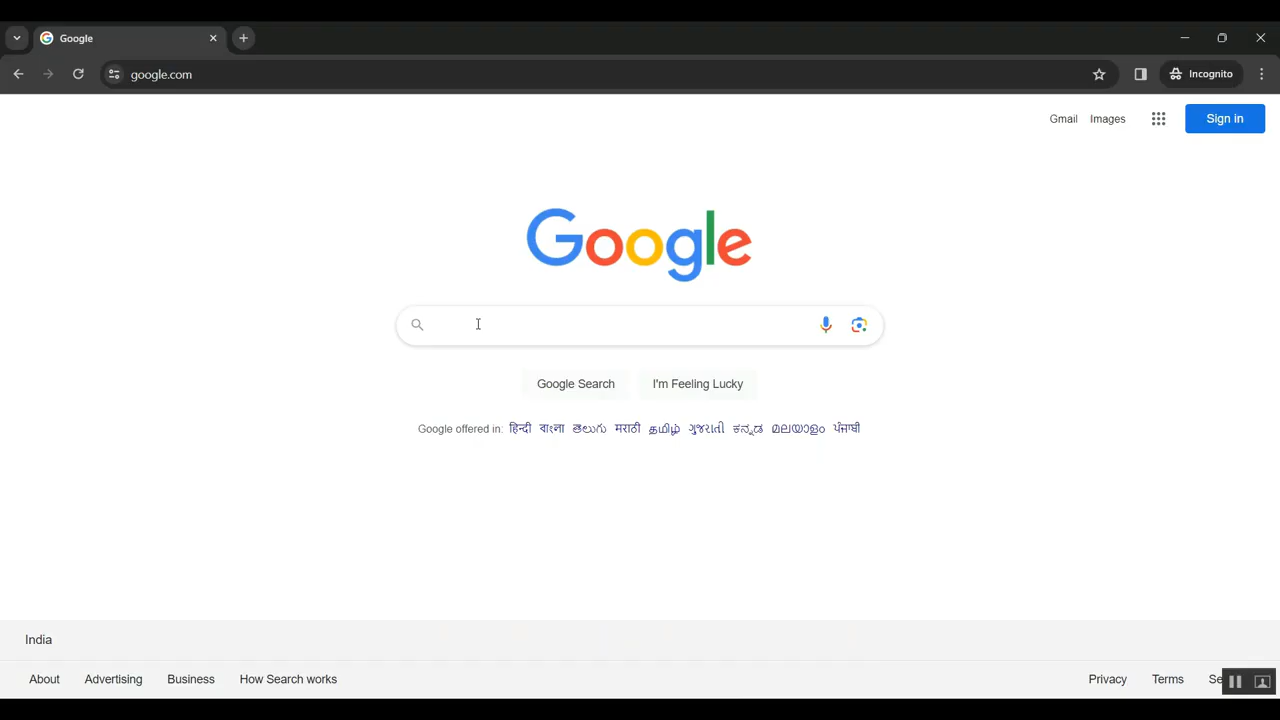 Google
google.com
Incognito
Gmail Images Sign in
Google
Google Search I'm Feeling Lucky
Google offered in: हिन्दी বাংলা తెలుగు मराठी தமிழ் ગુજરાતી ಕನ್ನಡ മലയാളം ਪੰਜਾਬੀ
India
About Advertising Business How Search works Privacy Terms Se